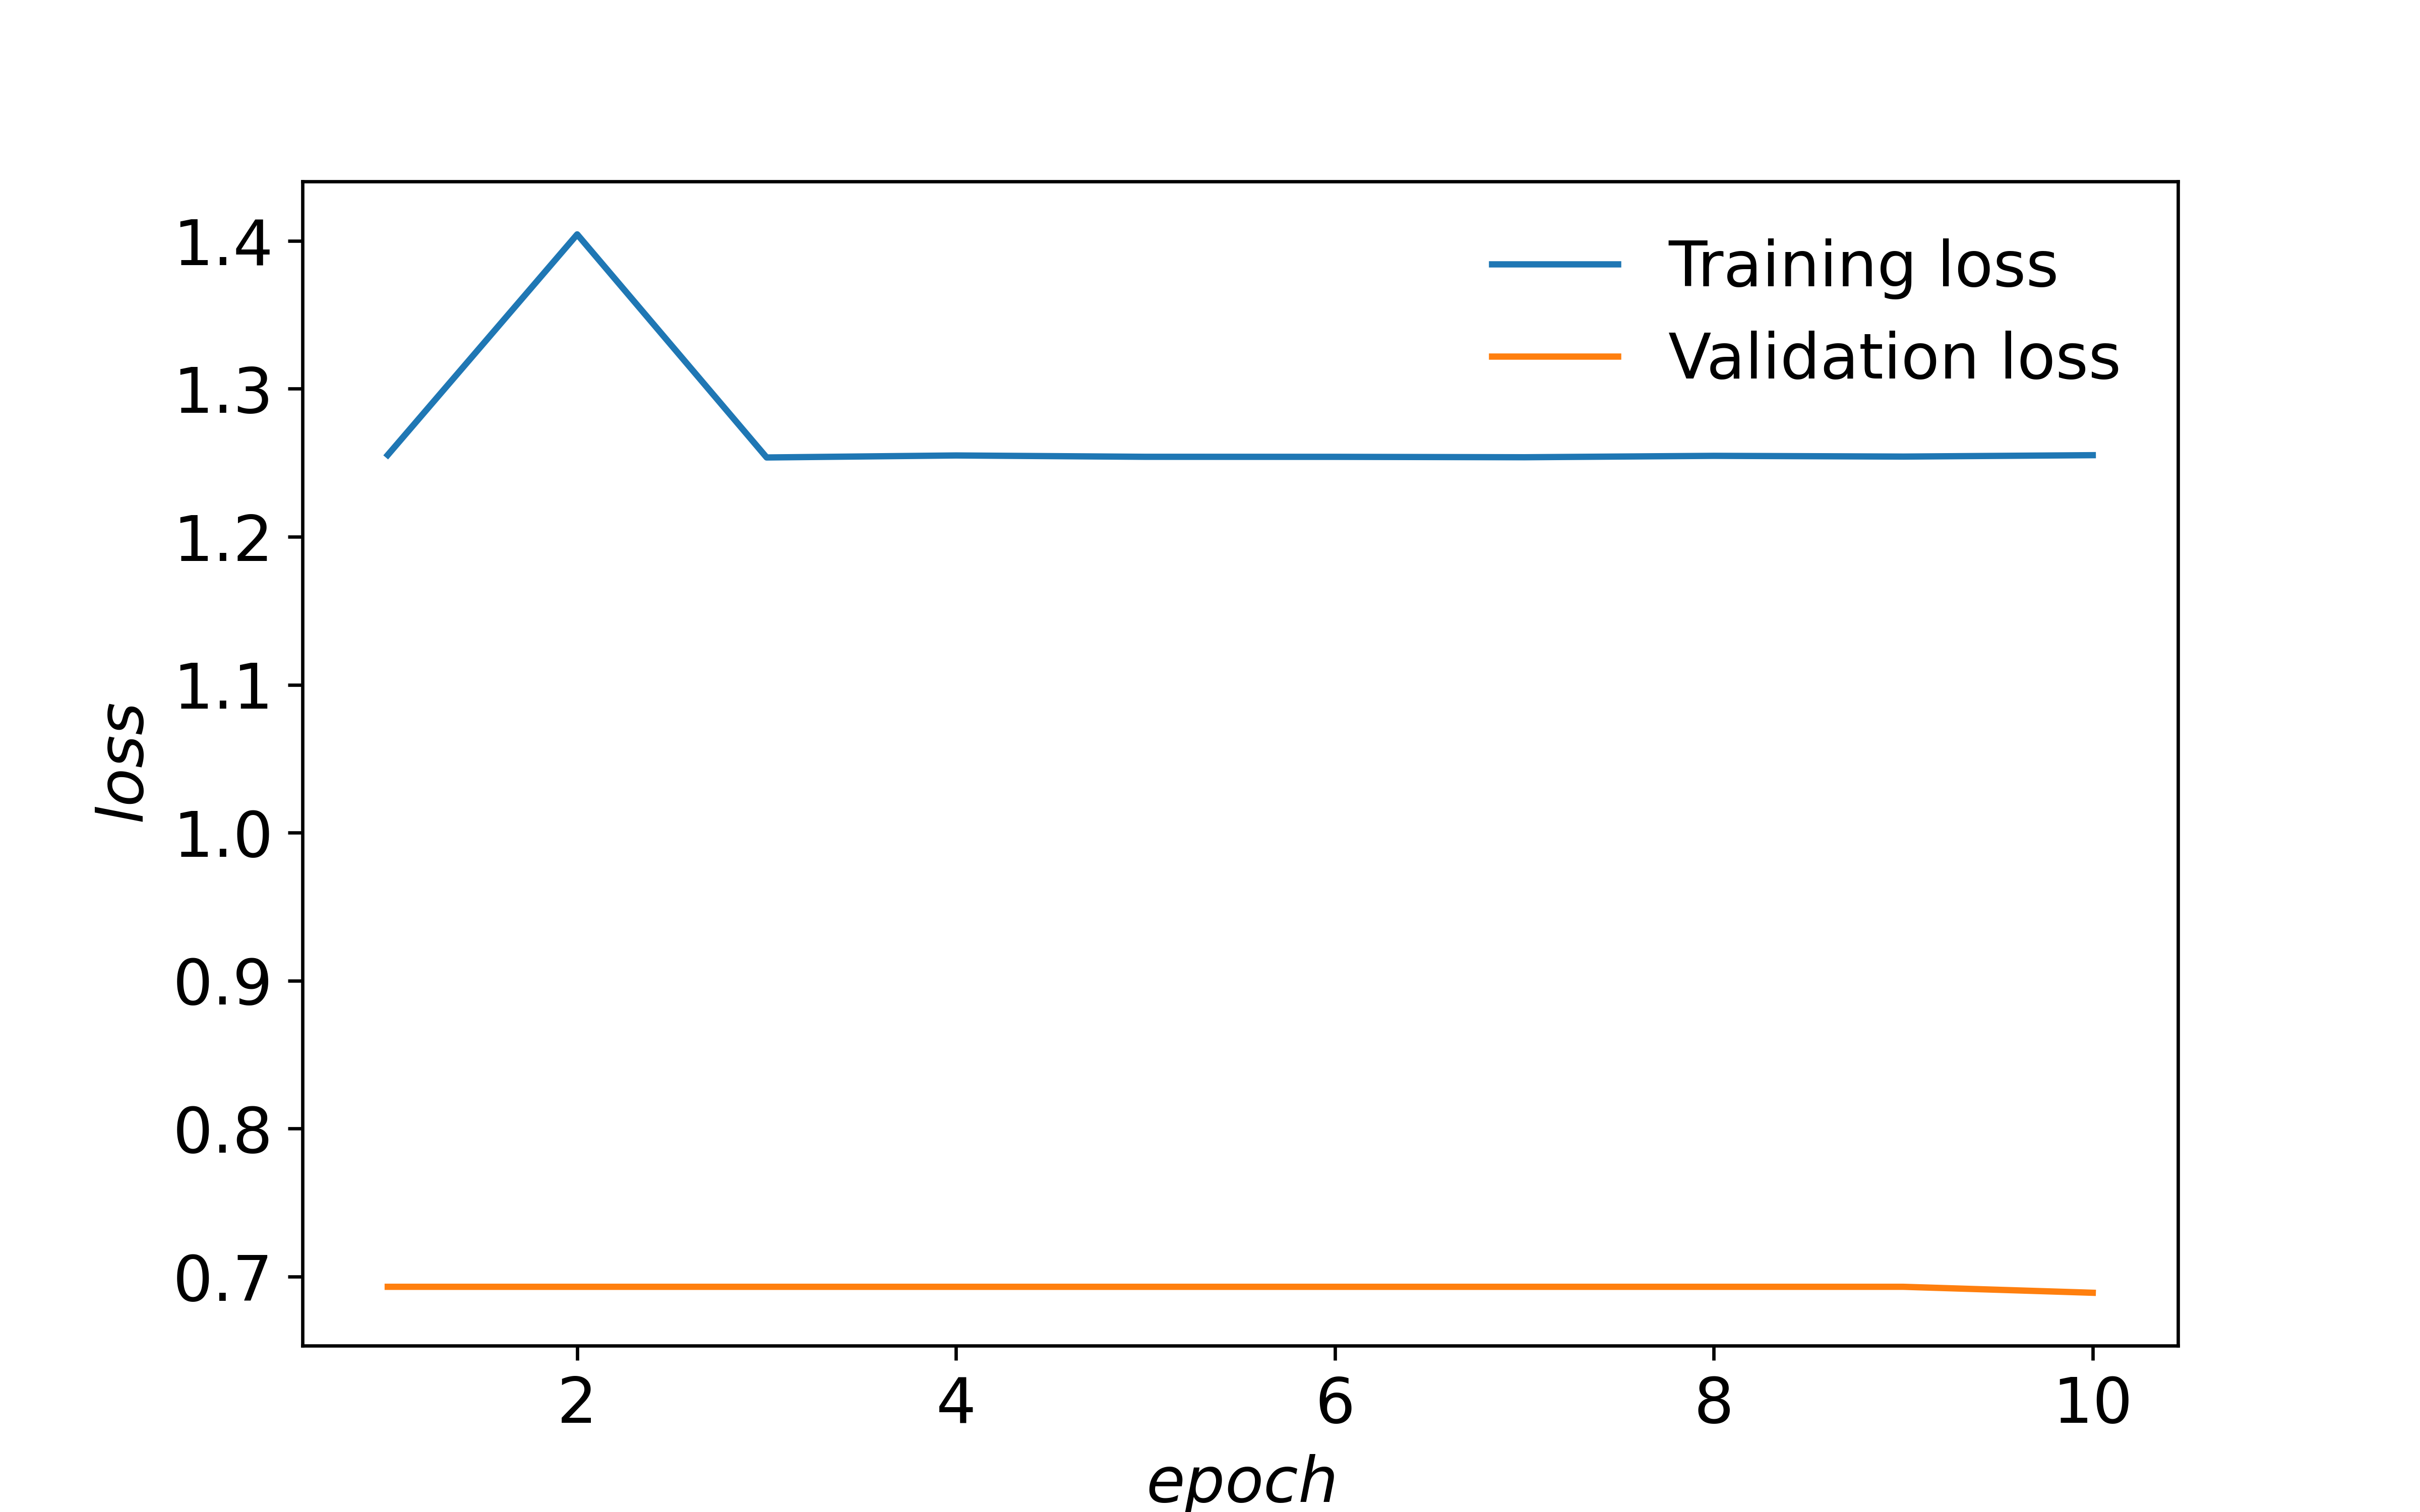 Training loss
Validation loss
1.4
1.3
1.2
1.1
1.0
0.9
0.8
0.7
loss
2 4 6 8 10
epoch